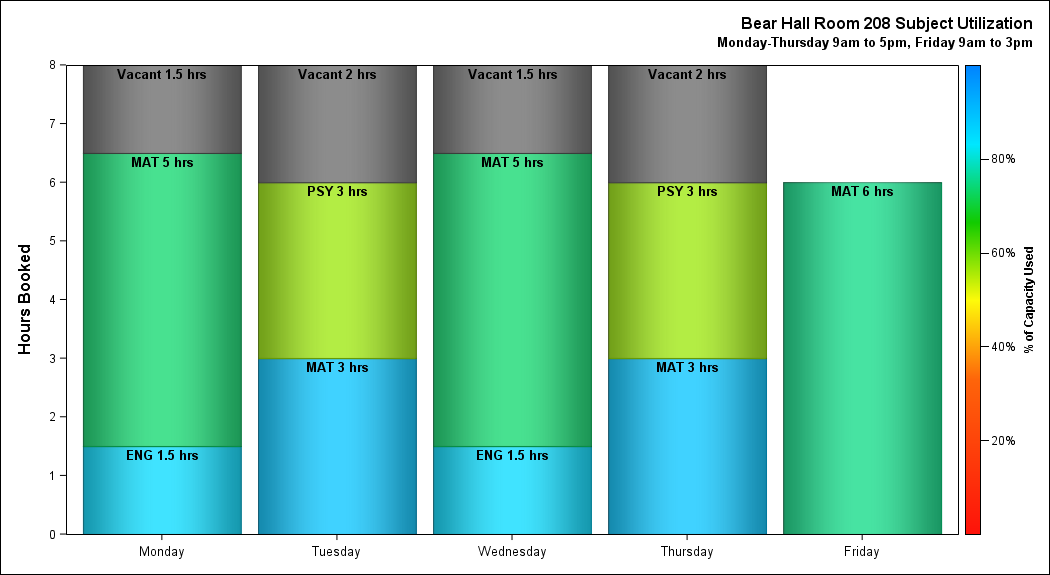 Bear Hall Room 208 Subject Utilization
Monday-Thursday 9am to 5pm, Friday 9am to 3pm
Hours Booked
8
7
6
5
4
3
2
1
0
Vacant 1.5 hrs
MAT 5 hrs
ENG 1.5 hrs
Vacant 2 hrs
PSY 3 hrs
MAT 3 hrs
Vacant 1.5 hrs
MAT 5 hrs
ENG 1.5 hrs
Vacant 2 hrs
PSY 3 hrs
MAT 3 hrs
MAT 6 hrs
Monday
Tuesday
Wednesday
Thursday
Friday
80%
60%
40%
20%
% of Capacity Used